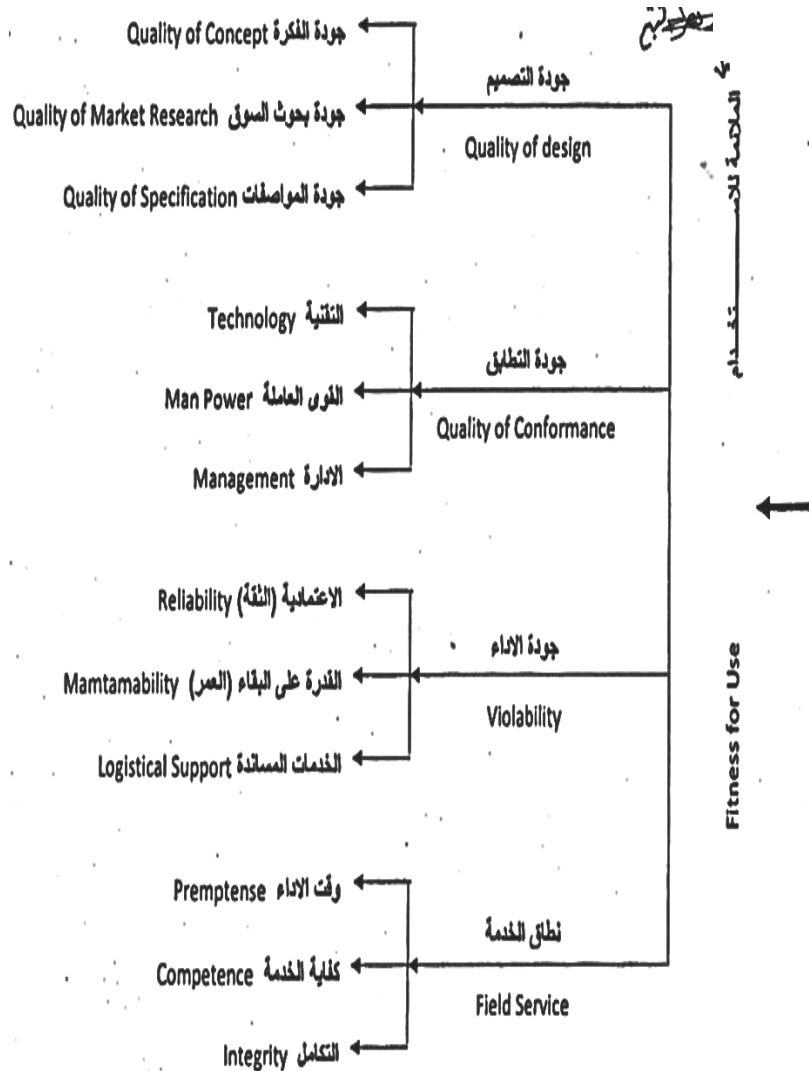 الملائمة للاســـــــتخدام
Fitness for Use
جودة التصميم
Quality of design
Quality of Concept جودة الفكرة
Quality of Market Research جودة بحوث السوق
Quality of Specification جودة المواصفات
جودة التطابق
Quality of Conformance
Technology التقنية
Man Power القوى العاملة
Management الادارة
جودة الاداء
Violability
Reliability الاعتمادية (الثقة)
Mamtamability القدرة على البقاء (العمر)
Logistical Support الخدمات المساندة
نطاق الخدمة
Field Service
Premptense وقت الاداء
Competence كفاية الخدمة
Integrity التكامل